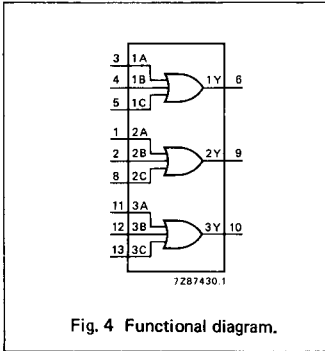 3 1A
4 1B 1Y 6
5 1C
1 2A
2 2B 2Y 9
8 2C
11 3A
12 3B 3Y 10
13 3C
7Z87430.1
Fig. 4 Functional diagram.